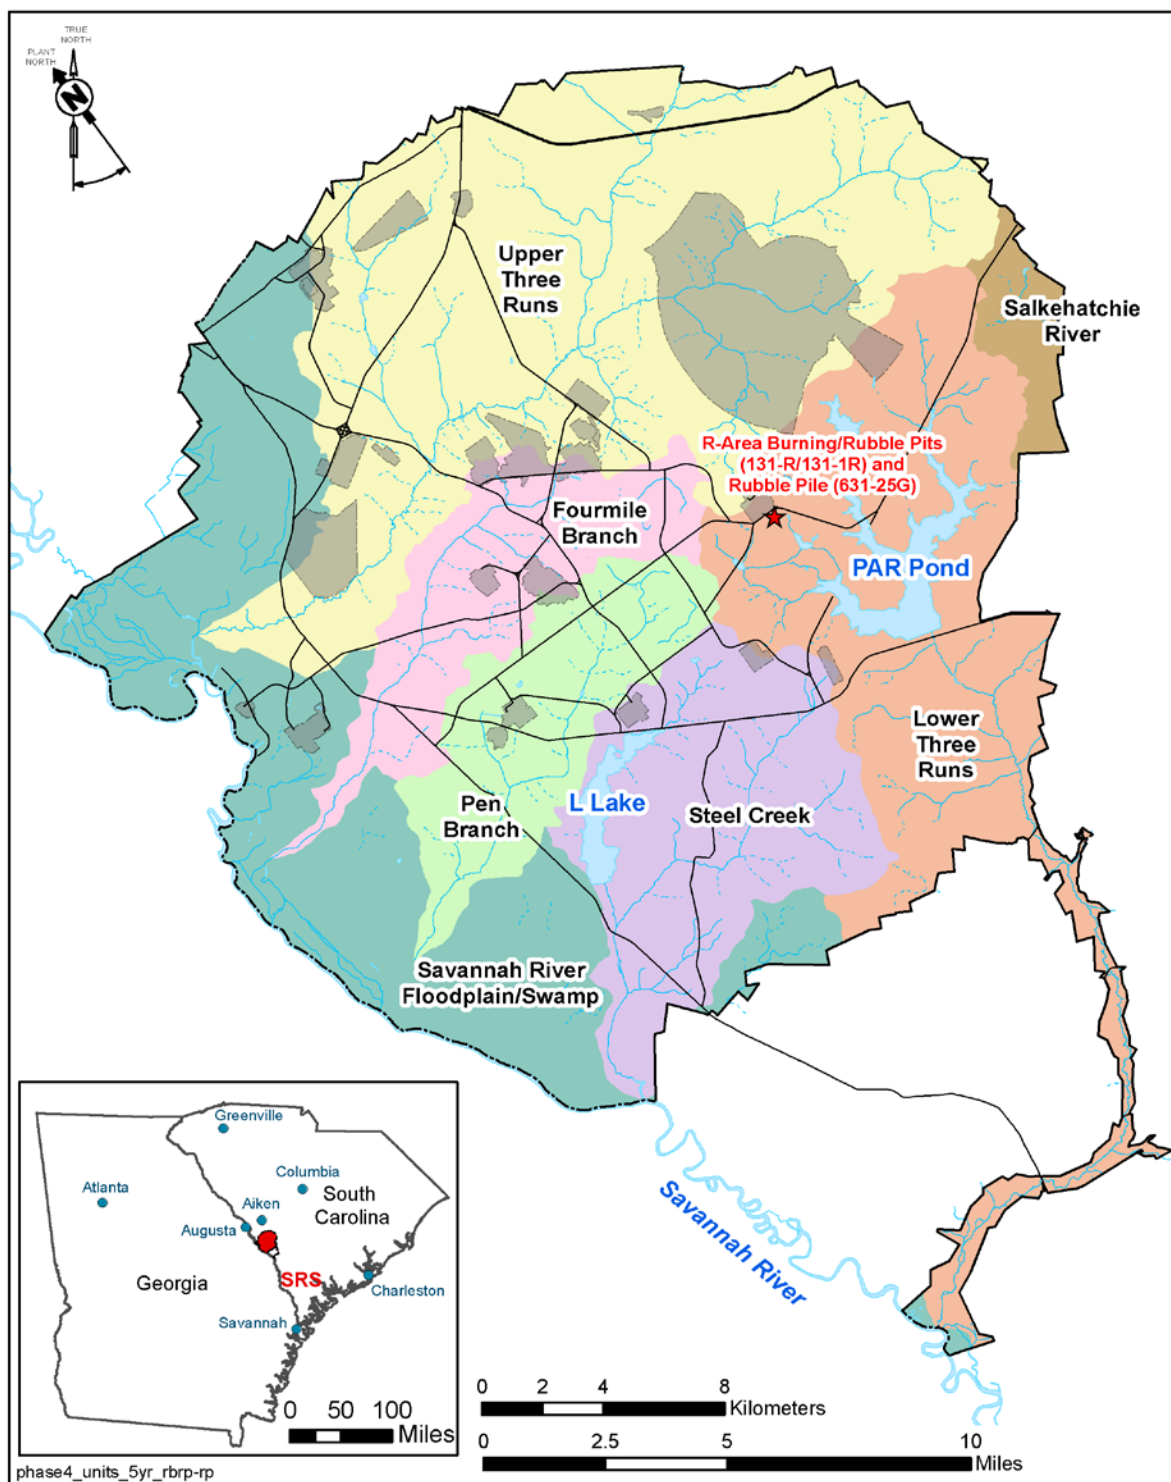 TRUE
NORTH
PLANT
NORTH
N
Upper
Three
Runs
Salkehatchie
River
R-Area Burning/Rubble Pits
(131-R/131-1R) and
Rubble Pile (631-25G)
Fourmile
Branch
PAR Pond
Lower
Three
Runs
Pen
Branch
L Lake
Steel Creek
Savannah River
Floodplain/Swamp
Savannah River
Greenville
Columbia
Atlanta
South
Carolina
Aiken
Augusta
Georgia
SRS
Charleston
Savannah
0 50 100
Miles
0 2 4 8
Kilometers
0 2.5 5 10
Miles
phase4_units_5yr_rbrp-rp